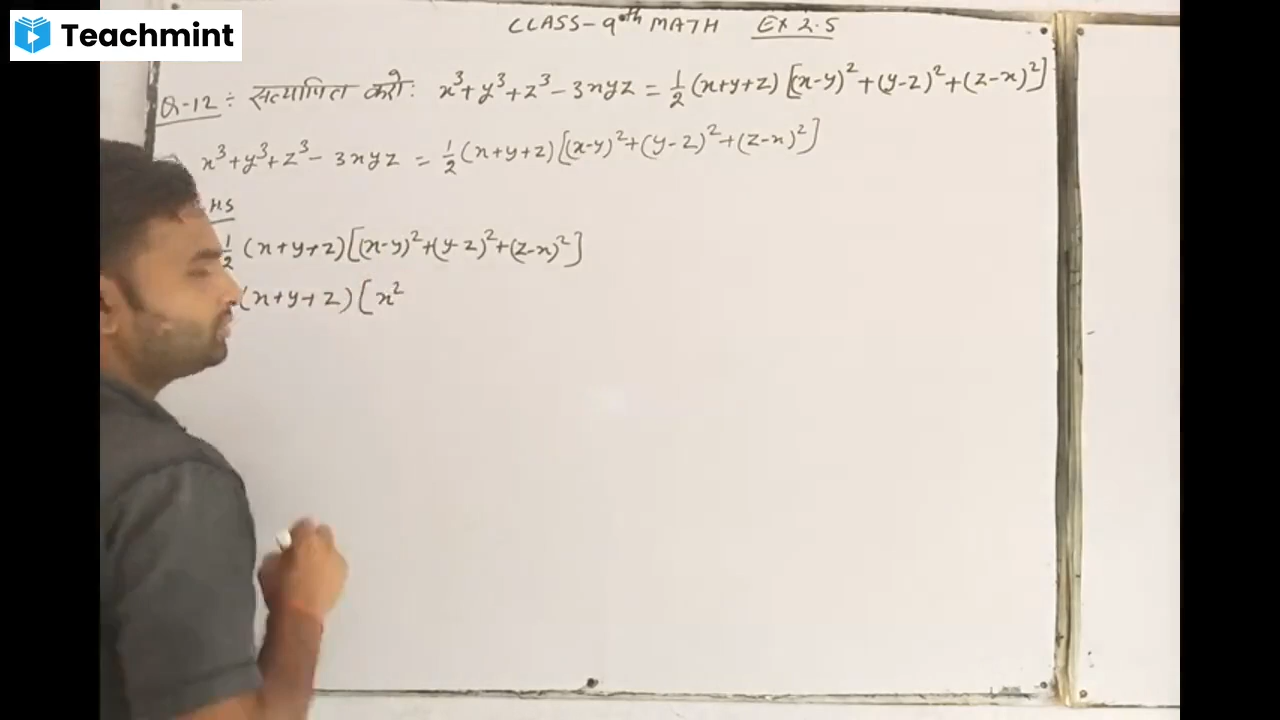 Teachmint
CLASS-9th MATH EX 2.5
Q-12 ÷ सत्यापित करो: x³+y³+z³-3xyz = 1/2 (x+y+z) [(x-y)²+(y-z)²+(z-x)²]
x³+y³+z³-3xyz = 1/2 (x+y+z) [(x-y)²+(y-z)²+(z-x)²]
HS
1/2 (x+y+z) [(x-y)²+(y-z)²+(z-x)²]
(x+y+z) [x²